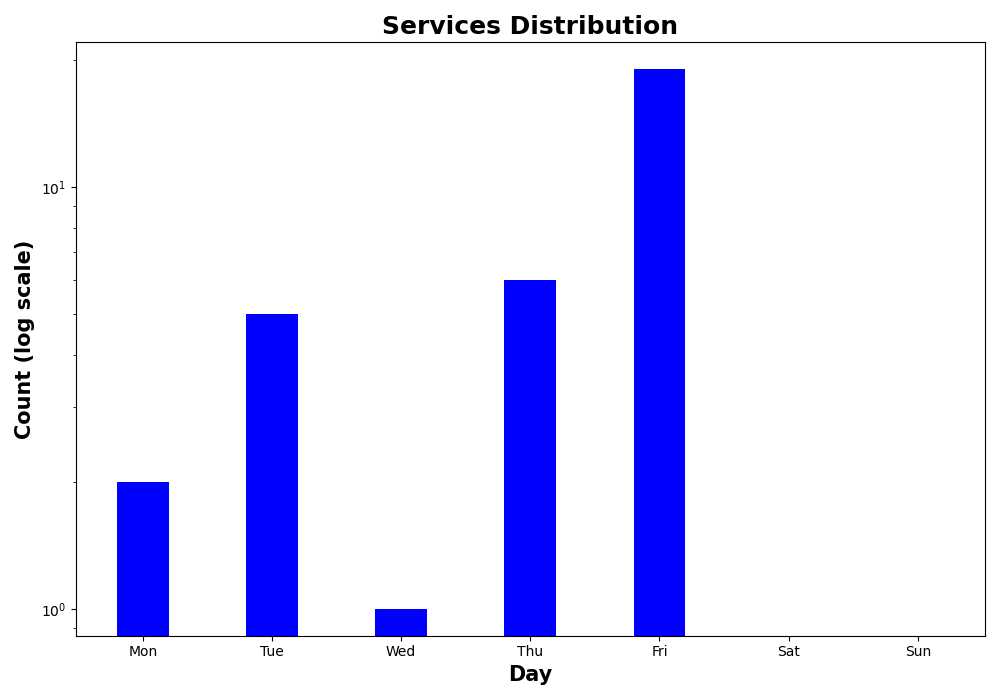 Services Distribution
Count (log scale)
10¹
10⁰
Mon Tue Wed Thu Fri Sat Sun
Day